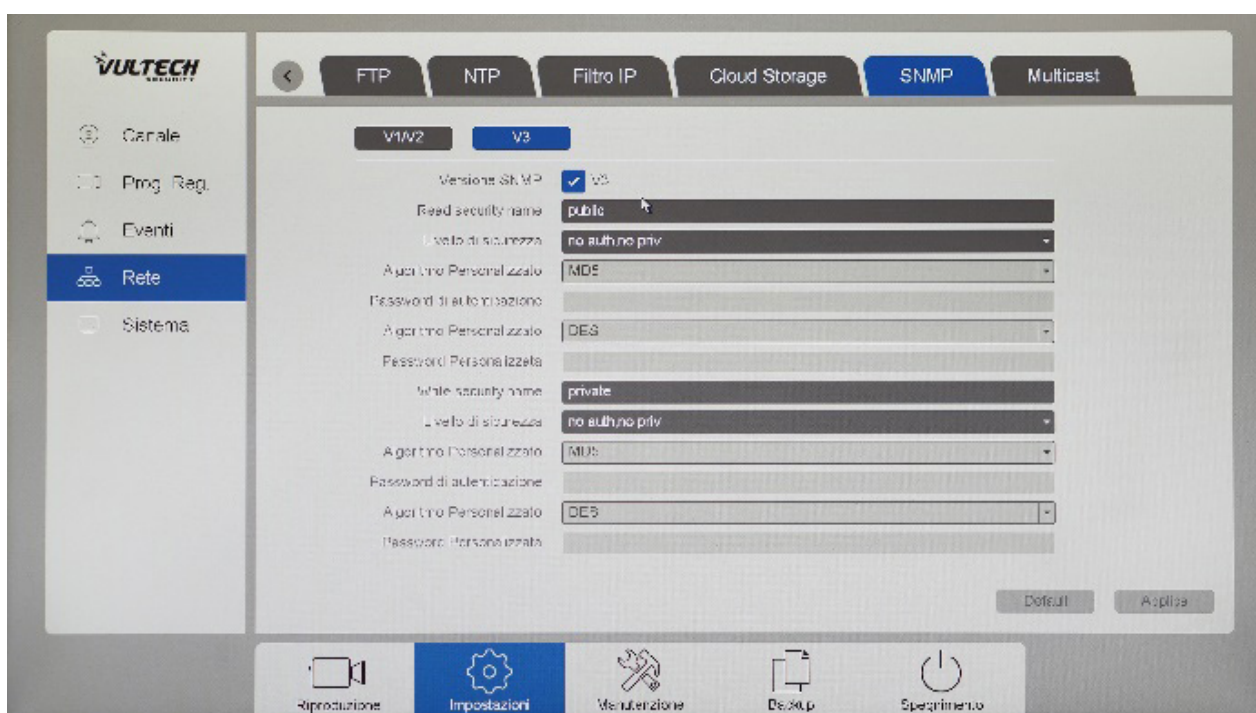 VULTECH
SECURITY
FTP NTP Filtro IP Cloud Storage SNMP Multicast
Canale
Prog. Reg.
Eventi
Rete
Sistema
V1/V2 V3
Versione SNMP V3
Read security name public
Livello di sicurezza no auth,no priv
Algoritmo Personalizzato MD5
Password di autenticazione
Algoritmo Personalizzato DES
Password Personalizzata
Write security name private
Livello di sicurezza no auth,no priv
Algoritmo Personalizzato MD5
Password di autenticazione
Algoritmo Personalizzato DES
Password Personalizzata
Default Applica
Riproduzione Impostazioni Manutenzione Backup Spegnimento